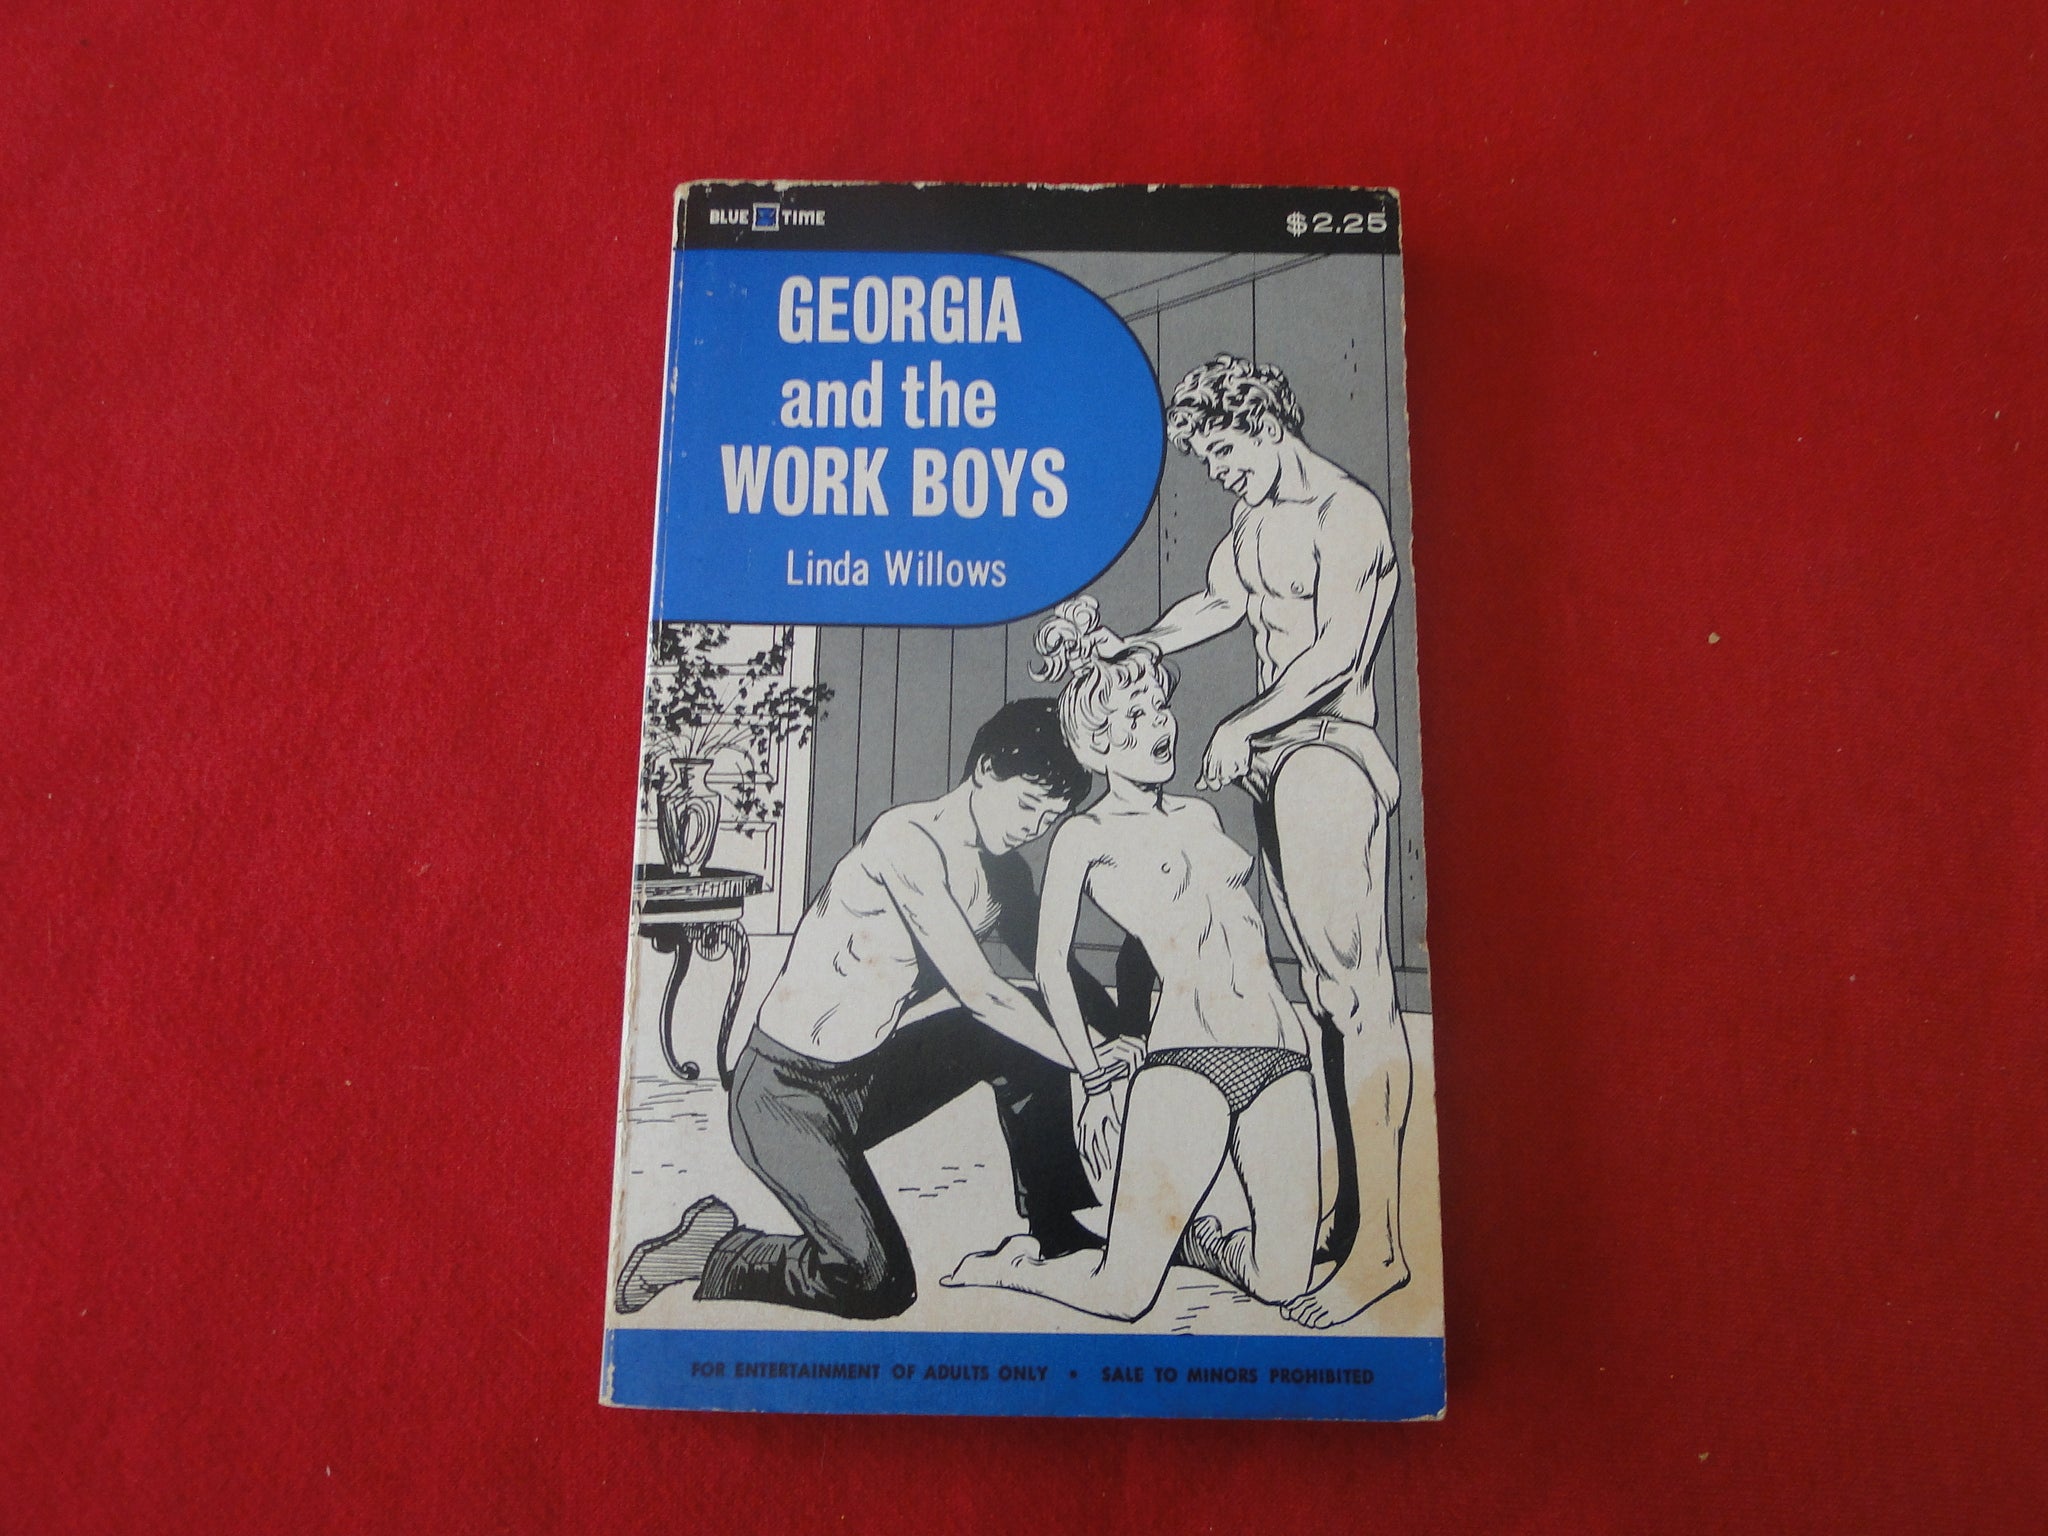 BLUE TIME
$2.25
GEORGIA
and the
WORK BOYS
Linda Willows
FOR ENTERTAINMENT OF ADULTS ONLY • SALE TO MINORS PROHIBITED